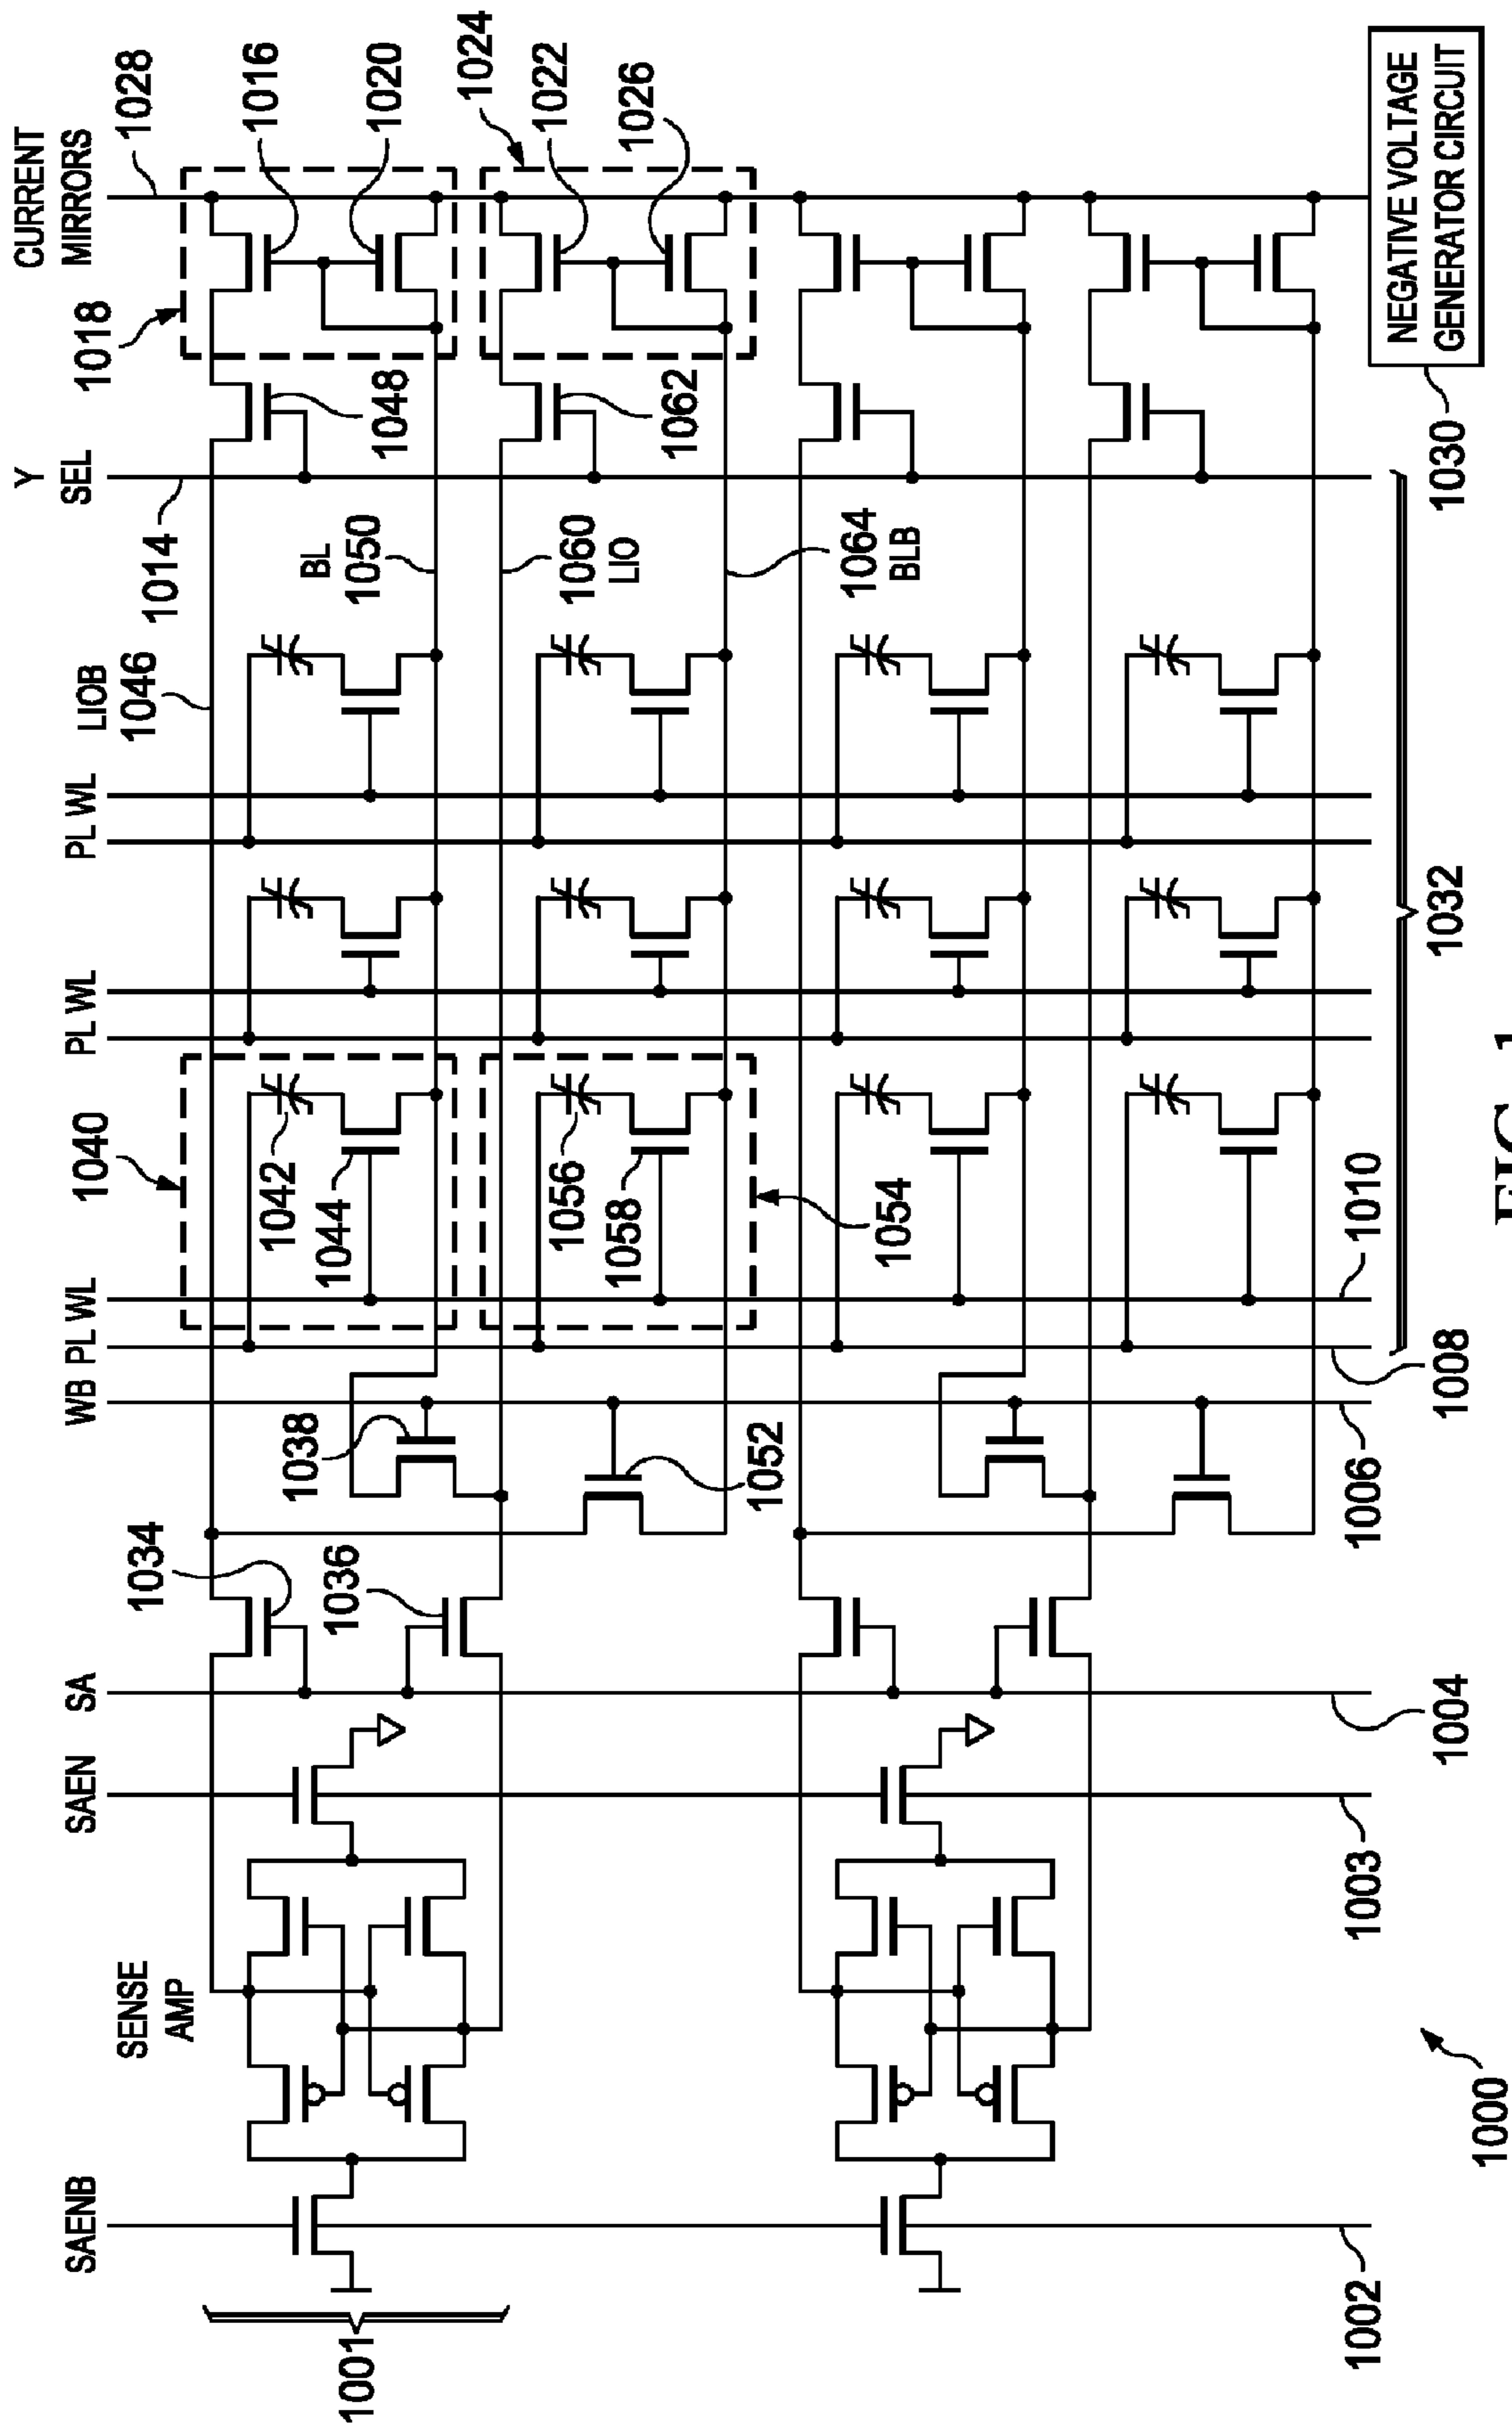 CURRENT
MIRRORS
1028
1016
1020
1024
1022
1026
1018
1048
1062
Y
SEL
1014
BL
1050
1060
LIO
1064
BLB
NEGATIVE VOLTAGE
GENERATOR CIRCUIT
1030
LIOB
1046
PL WL
PL WL
1032
1040
1042
1044
1056
1058
1054
1010
PL WL
1008
WB
1038
1052
1006
1034
1036
SA
1004
SAEN
1003
SENSE
AMP
SAENB
1001
1002
1000